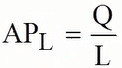 AP_L = Q/L